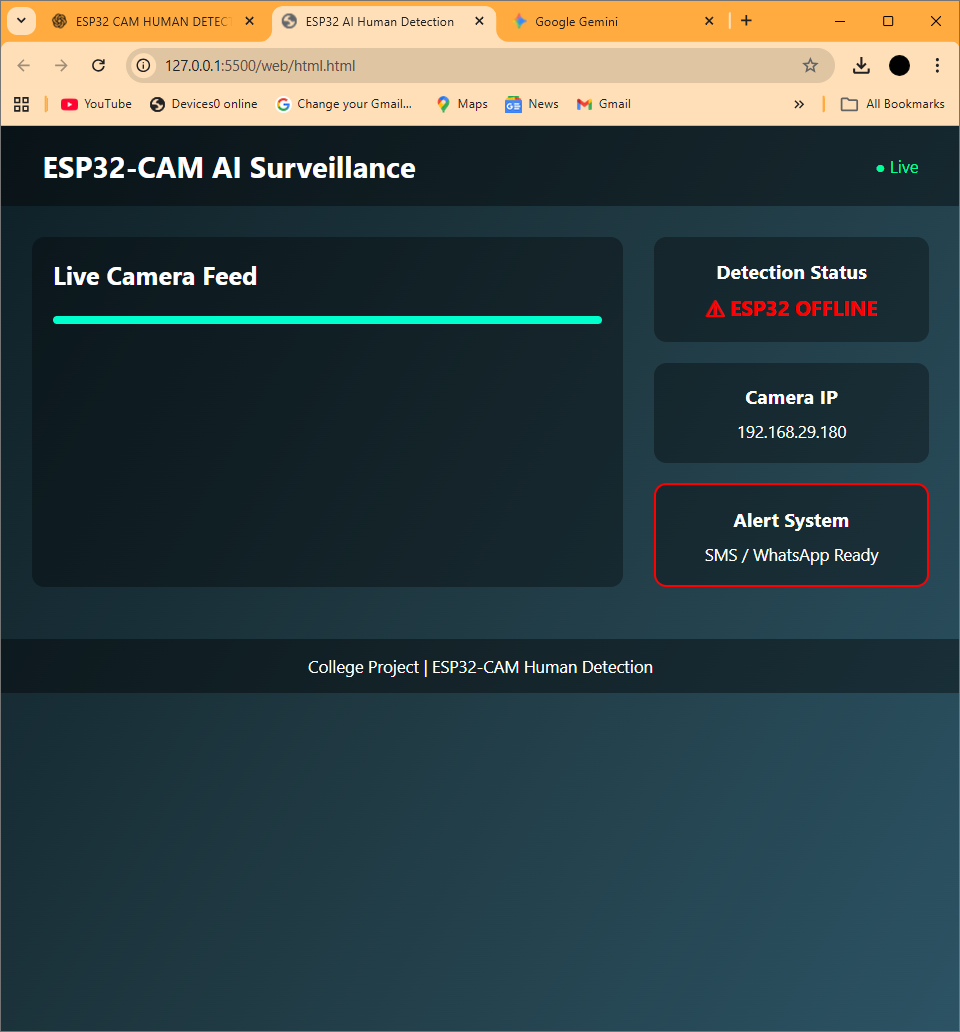 ESP32 CAM HUMAN DETEC
ESP32 AI Human Detection
Google Gemini
127.0.0.1:5500/web/html.html
YouTube
Devices0 online
Change your Gmail...
Maps
News
Gmail
All Bookmarks
ESP32-CAM AI Surveillance
● Live
Live Camera Feed
Detection Status
⚠ ESP32 OFFLINE
Camera IP
192.168.29.180
Alert System
SMS / WhatsApp Ready
College Project | ESP32-CAM Human Detection